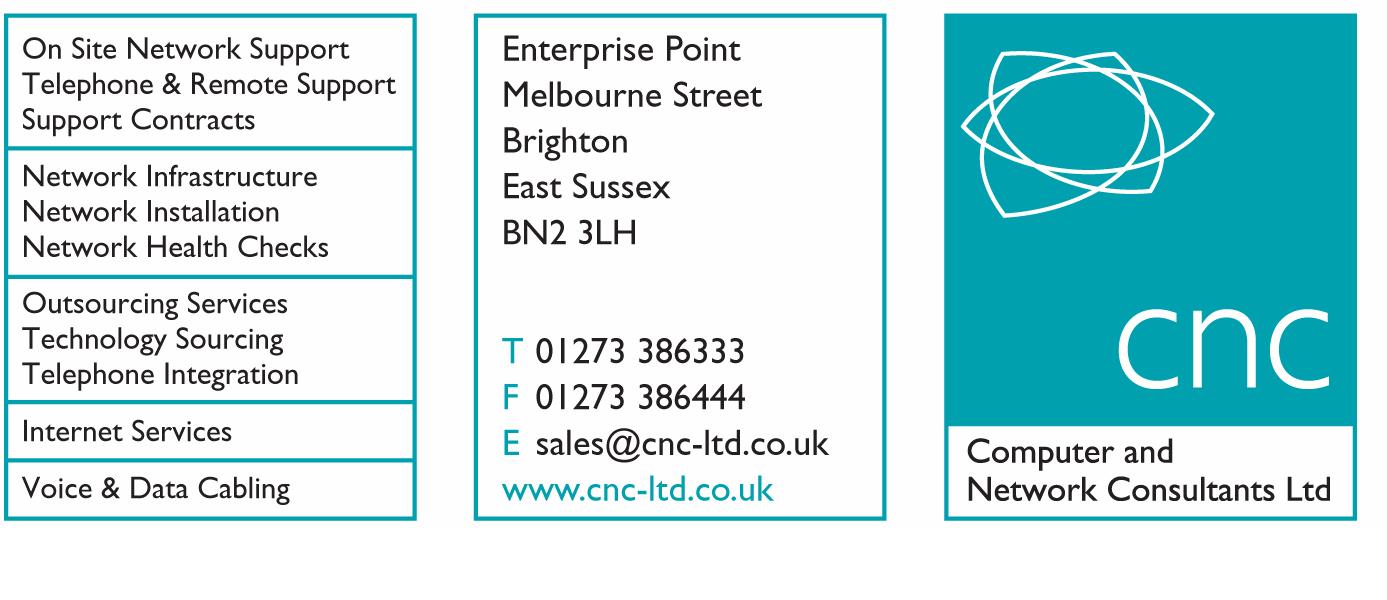 On Site Network Support
Telephone & Remote Support
Support Contracts
Network Infrastructure
Network Installation
Network Health Checks
Outsourcing Services
Technology Sourcing
Telephone Integration
Internet Services
Voice & Data Cabling
Enterprise Point
Melbourne Street
Brighton
East Sussex
BN2 3LH
T 01273 386333
F 01273 386444
E sales@cnc-ltd.co.uk
www.cnc-ltd.co.uk
cnc
Computer and
Network Consultants Ltd